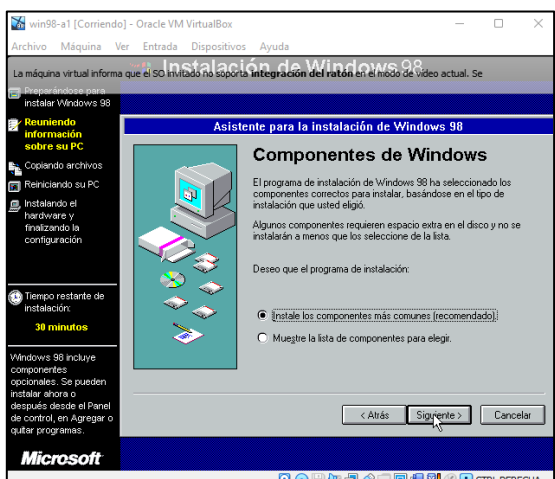 win98-a1 [Corriendo] - Oracle VM VirtualBox
Archivo Máquina Ver Entrada Dispositivos Ayuda
Instalación de Windows 98
La máquina virtual informa que el SO invitado no soporta integración del ratón en el modo de video actual. Se
Preparándose para
instalar Windows 98
Reuniendo
información
sobre su PC
Copiando archivos
Reiniciando su PC
Instalando el
hardware y
finalizando la
configuración
Tiempo restante de
instalación:
30 minutos
Windows 98 incluye
componentes
opcionales. Se pueden
instalar ahora o
después desde el Panel
de control, en Agregar o
quitar programas.
Microsoft
Asistente para la instalación de Windows 98
Componentes de Windows
El programa de instalación de Windows 98 ha seleccionado los
componentes correctos para instalar, basándose en el tipo de
instalación que usted eligió.
Algunos componentes requieren espacio extra en el disco y no se
instalarán a menos que los seleccione de la lista.
Deseo que el programa de instalación:
Instale los componentes más comunes (recomendado).
Muestre la lista de componentes para elegir.
< Atrás Siguiente > Cancelar
CTRL DERECHA